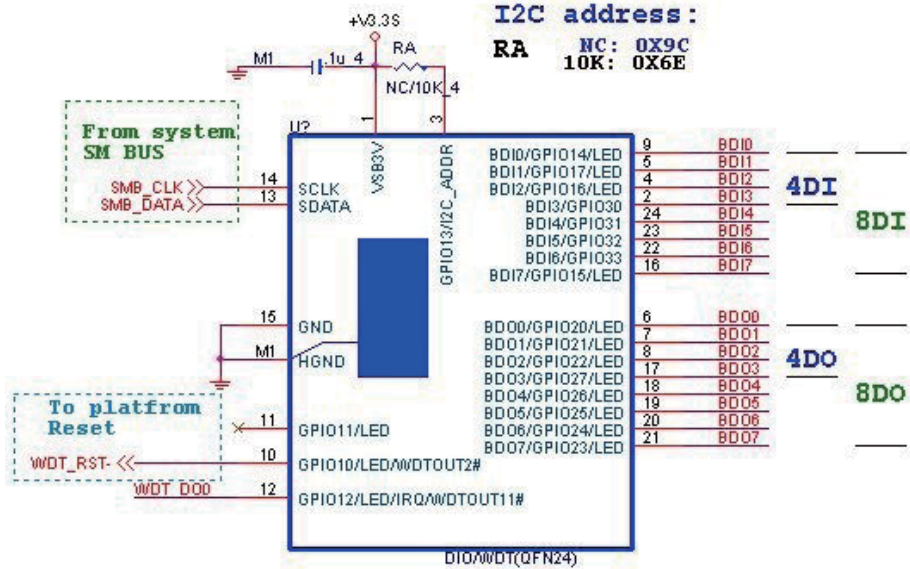 I2C address:
RA NC: 0X9C
10K: 0X6E
+V3.3S
M1 .1u_4 RA
NC/10K_4
1 3
From system
SM BUS
SMB_CLK
SMB_DATA
14
13
U?
VSB3V
GPIO13/I2C_ADDR
SCLK
SDATA
BDI0/GPIO14/LED 9 BDI0
BDI1/GPIO17/LED 5 BDI1
BDI2/GPIO16/LED 4 BDI2
BDI3/GPIO30 2 BDI3
BDI4/GPIO31 24 BDI4
BDI5/GPIO32 23 BDI5
BDI6/GPIO33 22 BDI6
BDI7/GPIO15/LED 16 BDI7
4DI
8DI
15 GND
M1 HGND
BDO0/GPIO20/LED 6 BDO0
BDO1/GPIO21/LED 7 BDO1
BDO2/GPIO22/LED 8 BDO2
BDO3/GPIO27/LED 17 BDO3
BDO4/GPIO26/LED 18 BDO4
BDO5/GPIO25/LED 19 BDO5
BDO6/GPIO24/LED 20 BDO6
BDO7/GPIO23/LED 21 BDO7
4DO
8DO
To platfrom
Reset
11 GPIO11/LED
WDT_RST- 10 GPIO10/LED/WDTOUT2#
WDT_DO0 12 GPIO12/LED/IRQ/WDTOUT11#
DIO/WDT(QFN24)